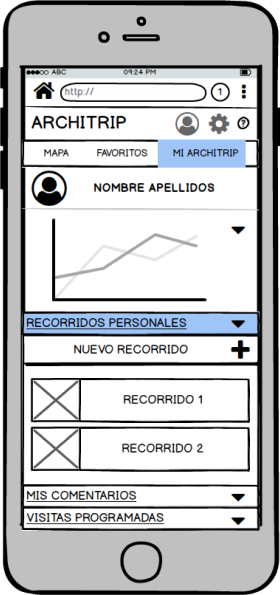 ABC 09:24 PM
http:// 1
ARCHITRIP
MAPA FAVORITOS MI ARCHITRIP
NOMBRE APELLIDOS
RECORRIDOS PERSONALES
NUEVO RECORRIDO
RECORRIDO 1
RECORRIDO 2
MIS COMENTARIOS
VISITAS PROGRAMADAS